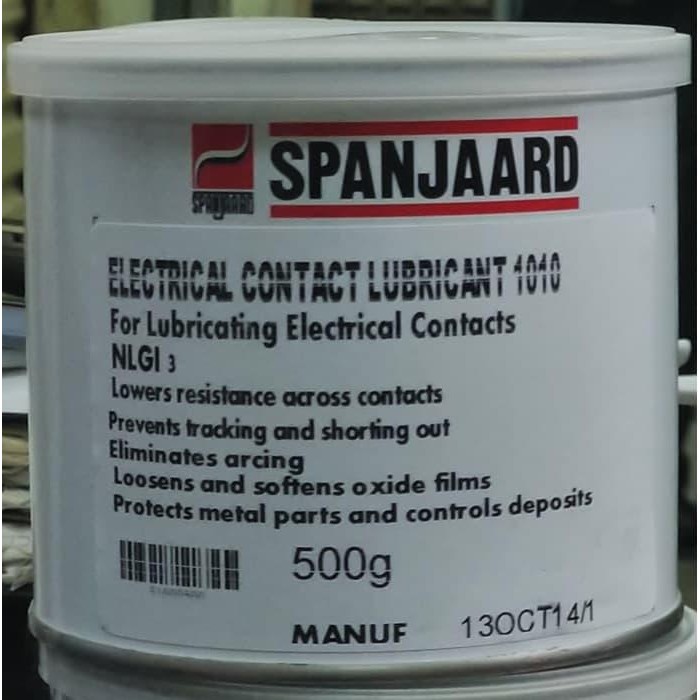 SPANJAARD
SPANJAARD
ELECTRICAL CONTACT LUBRICANT 1010
For Lubricating Electrical Contacts
NLGI 3
Lowers resistance across contacts
Prevents tracking and shorting out
Eliminates arcing
Loosens and softens oxide films
Protects metal parts and controls deposits
500g
MANUF 13OCT14/1